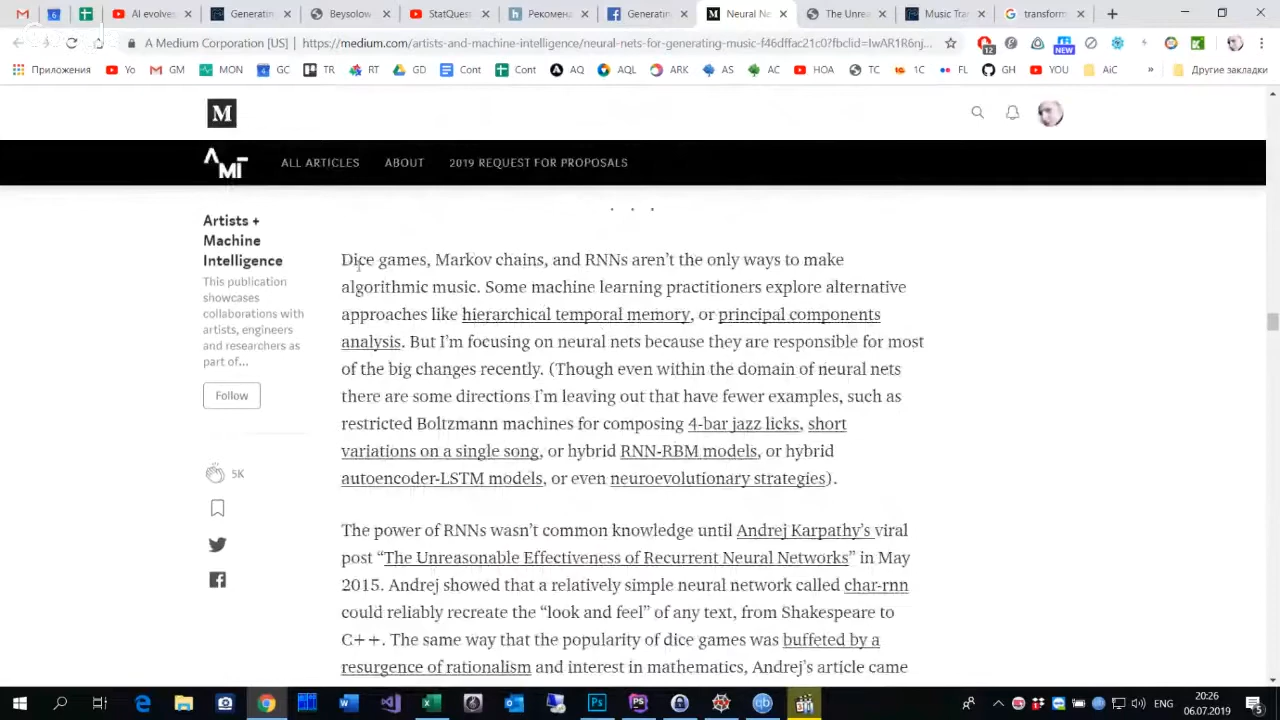 Beysolow
StatQues
Рекоме
Generatin
Neural Ne
The Unrea
Music Tra
transform
A Medium Corporation [US]
https://medium.com/artists-and-machine-intelligence/neural-nets-for-generating-music-f46dffac21c0?fbclid=IwAR1R6nj...
12
NEW
Приложения
Yo
GM
MON
GC
TR
RT
GD
Cont
Cont
AQ
AQL
ARK
AS
AC
HOA
TC
1C
FL
GH
YOU
AiC
»
Другие закладки
M
AMI
ALL ARTICLES
ABOUT
2019 REQUEST FOR PROPOSALS
Artists +
Machine
Intelligence
This publication
showcases
collaborations with
artists, engineers
and researchers as
part of...
Follow
5K
. . .
Dice games, Markov chains, and RNNs aren’t the only ways to make
algorithmic music. Some machine learning practitioners explore alternative
approaches like hierarchical temporal memory, or principal components
analysis. But I’m focusing on neural nets because they are responsible for most
of the big changes recently. (Though even within the domain of neural nets
there are some directions I’m leaving out that have fewer examples, such as
restricted Boltzmann machines for composing 4-bar jazz licks, short
variations on a single song, or hybrid RNN-RBM models, or hybrid
autoencoder-LSTM models, or even neuroevolutionary strategies).
The power of RNNs wasn’t common knowledge until Andrej Karpathy’s viral
post “The Unreasonable Effectiveness of Recurrent Neural Networks” in May
2015. Andrej showed that a relatively simple neural network called char-rnn
could reliably recreate the “look and feel” of any text, from Shakespeare to
C++. The same way that the popularity of dice games was buffeted by a
resurgence of rationalism and interest in mathematics, Andrej’s article came
ENG
20:26
06.07.2019
5